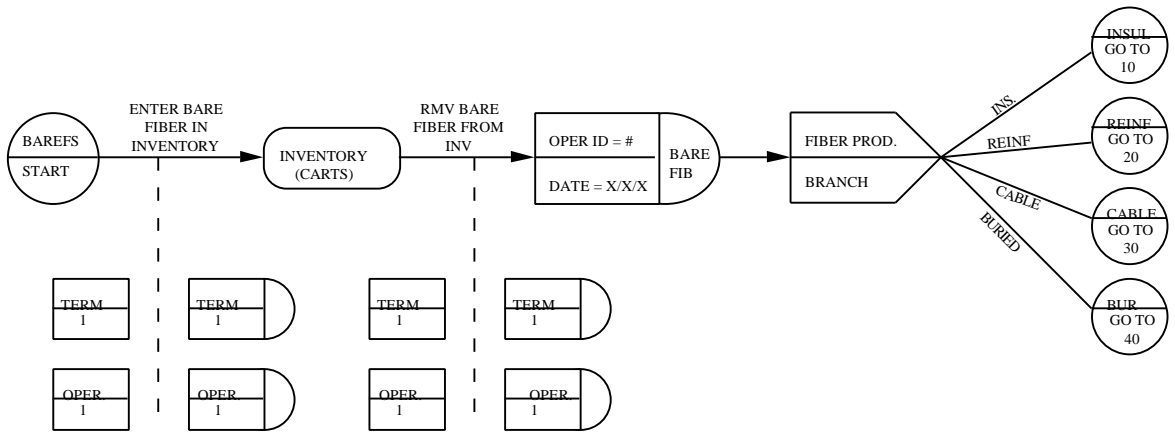 BAREFS
START
ENTER BARE
FIBER IN
INVENTORY
INVENTORY
(CARTS)
RMV BARE
FIBER FROM
INV
OPER ID = #
DATE = X/X/X
BARE
FIB
FIBER PROD.
BRANCH
INS.
REINF
CABLE
BURIED
INSUL
GO TO
10
REINF
GO TO
20
CABLE
GO TO
30
BUR
GO TO
40
TERM
1
TERM
1
TERM
1
TERM
1
OPER.
1
OPER.
1
OPER.
1
OPER.
1